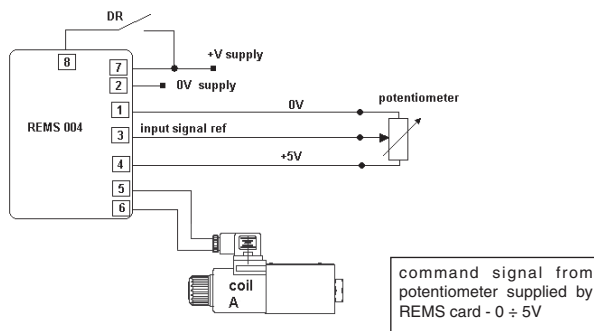 DR
8
7
+V supply
2
0V supply
1
0V
potentiometer
REMS 004
3
input signal ref
4
+5V
5
6
coil
A
command signal from
potentiometer supplied by
REMS card - 0 ÷ 5V